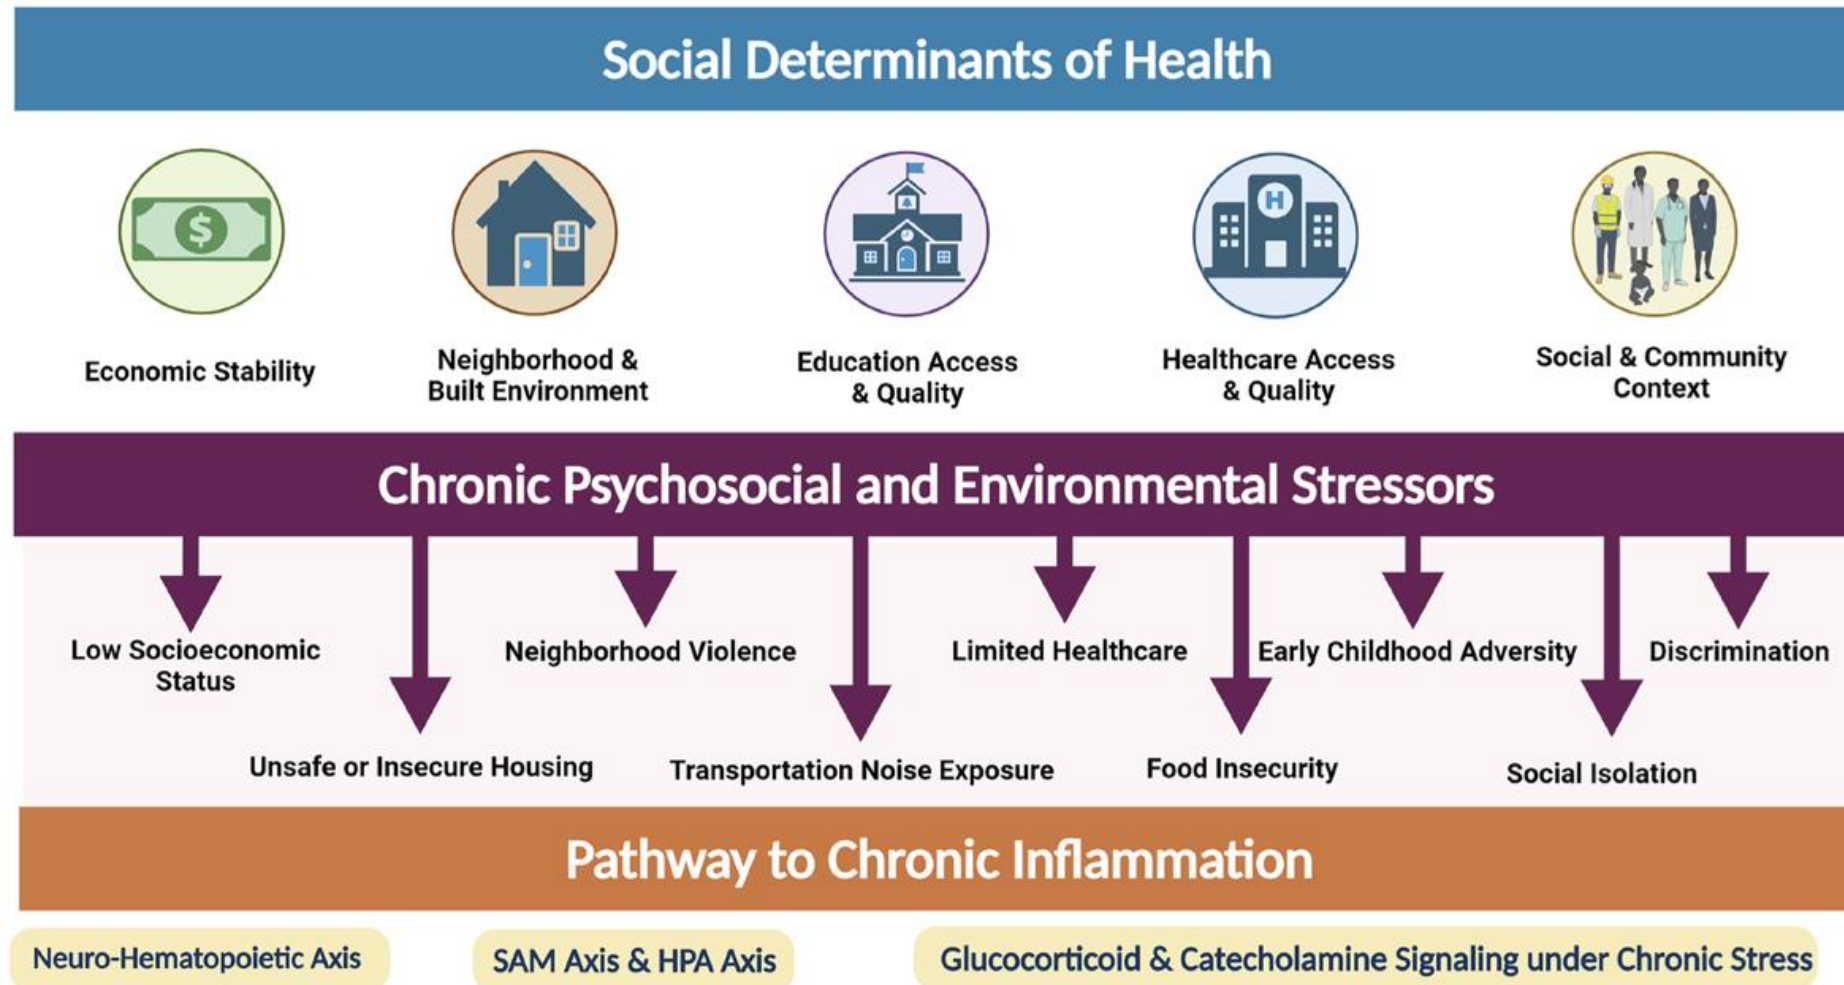 Social Determinants of Health
$
H
Economic Stability
Neighborhood &
Built Environment
Education Access
& Quality
Healthcare Access
& Quality
Social & Community
Context
Chronic Psychosocial and Environmental Stressors
Low Socioeconomic
Status
Neighborhood Violence
Limited Healthcare
Early Childhood Adversity
Discrimination
Unsafe or Insecure Housing
Transportation Noise Exposure
Food Insecurity
Social Isolation
Pathway to Chronic Inflammation
Neuro-Hematopoietic Axis
SAM Axis & HPA Axis
Glucocorticoid & Catecholamine Signaling under Chronic Stress